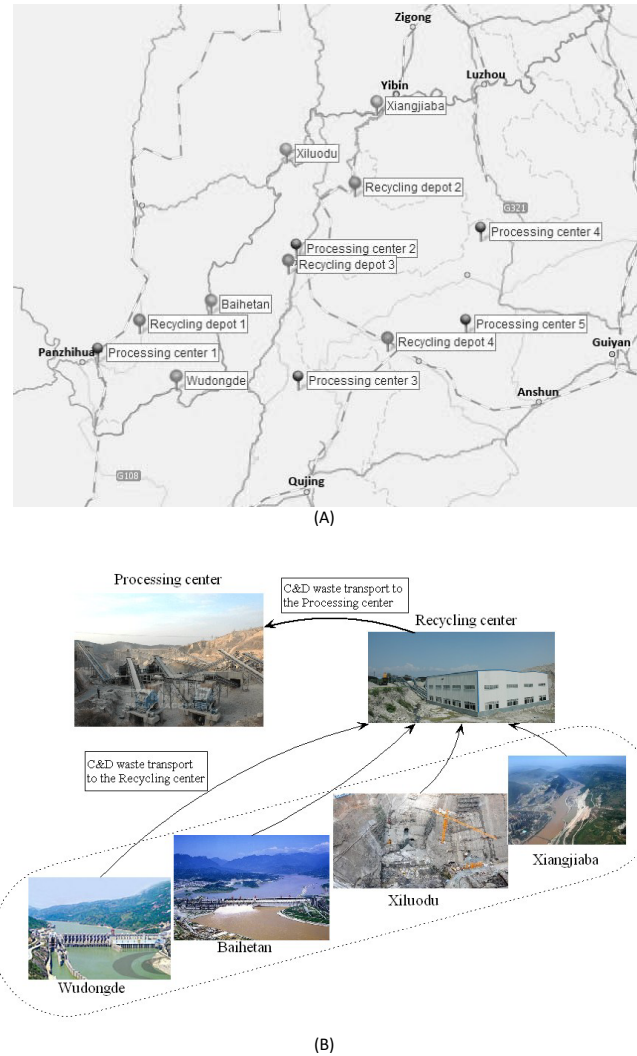 Zigong
Yibin
Luzhou
Xiangjiaba
Xiluodu
Recycling depot 2
G321
Processing center 4
Processing center 2
Recycling depot 3
Baihetan
Recycling depot 1
Processing center 5
Recycling depot 4
Guiyan
Panzhihua
Processing center 1
Wudongde
Processing center 3
Anshun
G108
Qujing
(A)
Processing center
C&D waste transport to
the Processing center
Recycling center
C&D waste transport
to the Recycling center
Xiangjiaba
Xiluodu
Baihetan
Wudongde
(B)